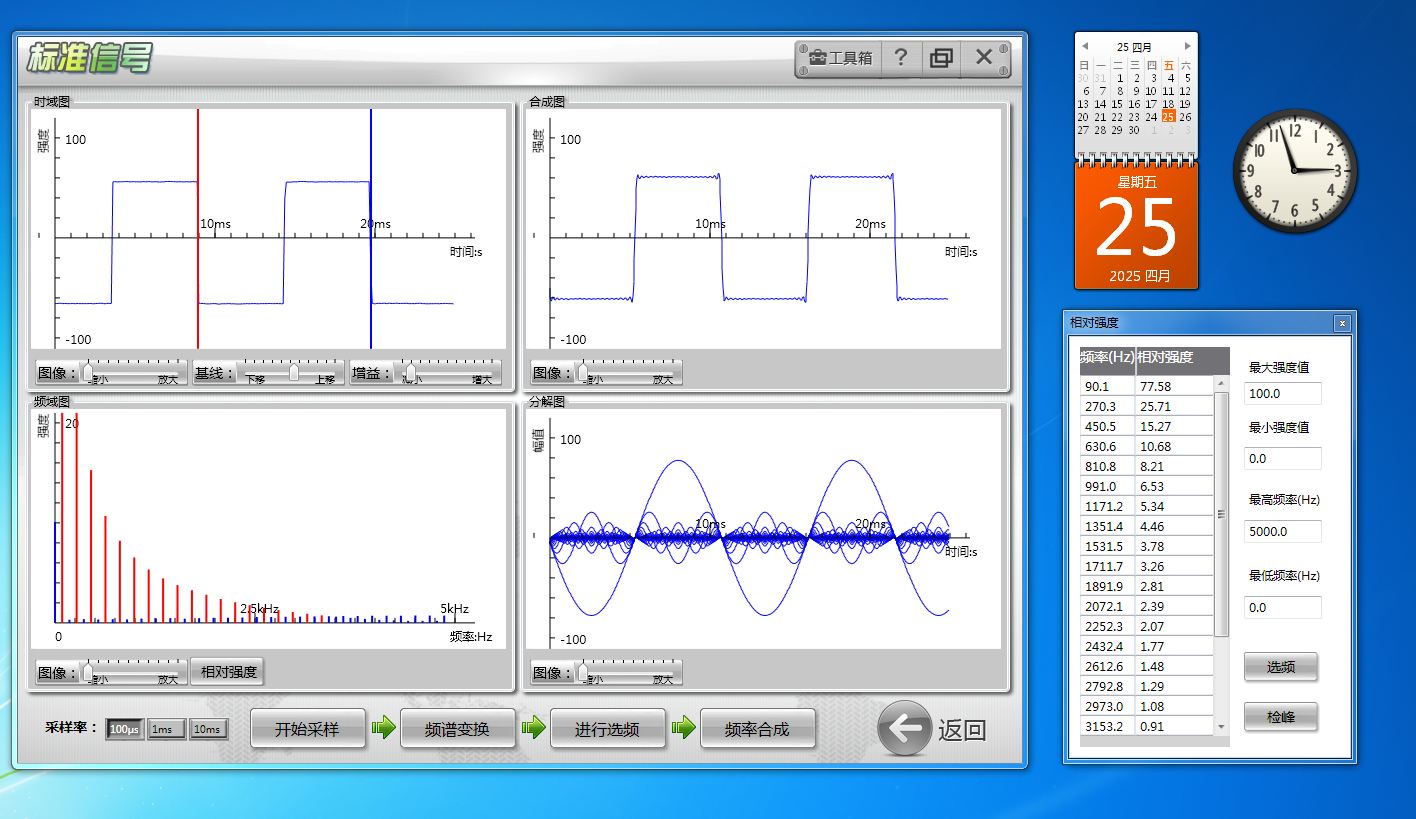 标准信号
工具箱 ?
时域图
强度
100
10ms
20ms
时间:s
-100
图像： 缩小 放大
基线： 下移 上移
增益： 减小 增大
合成图
强度
100
10ms
20ms
时间:s
-100
图像： 缩小 放大
频域图
强度
20
2.5kHz
5kHz
0
频率:Hz
图像： 缩小 放大
相对强度
分解图
幅值
100
10ms
20ms
时间:s
-100
图像： 缩小 放大
采样率： 100μs 1ms 10ms
开始采样
频谱变换
进行选频
频率合成
返回
25 四月
日 一 二 三 四 五 六
30 31 1 2 3 4 5
6 7 8 9 10 11 12
13 14 15 16 17 18 19
20 21 22 23 24 25 26
27 28 29 30 1 2 3
星期五
25
2025 四月
12
1
2
3
4
5
6
7
8
9
10
11
相对强度 x
频率(Hz) 相对强度
90.1 77.58
270.3 25.71
450.5 15.27
630.6 10.68
810.8 8.21
991.0 6.53
1171.2 5.34
1351.4 4.46
1531.5 3.78
1711.7 3.26
1891.9 2.81
2072.1 2.39
2252.3 2.07
2432.4 1.77
2612.6 1.48
2792.8 1.29
2973.0 1.08
3153.2 0.91
最大强度值
100.0
最小强度值
0.0
最高频率(Hz)
5000.0
最低频率(Hz)
0.0
选频
检峰